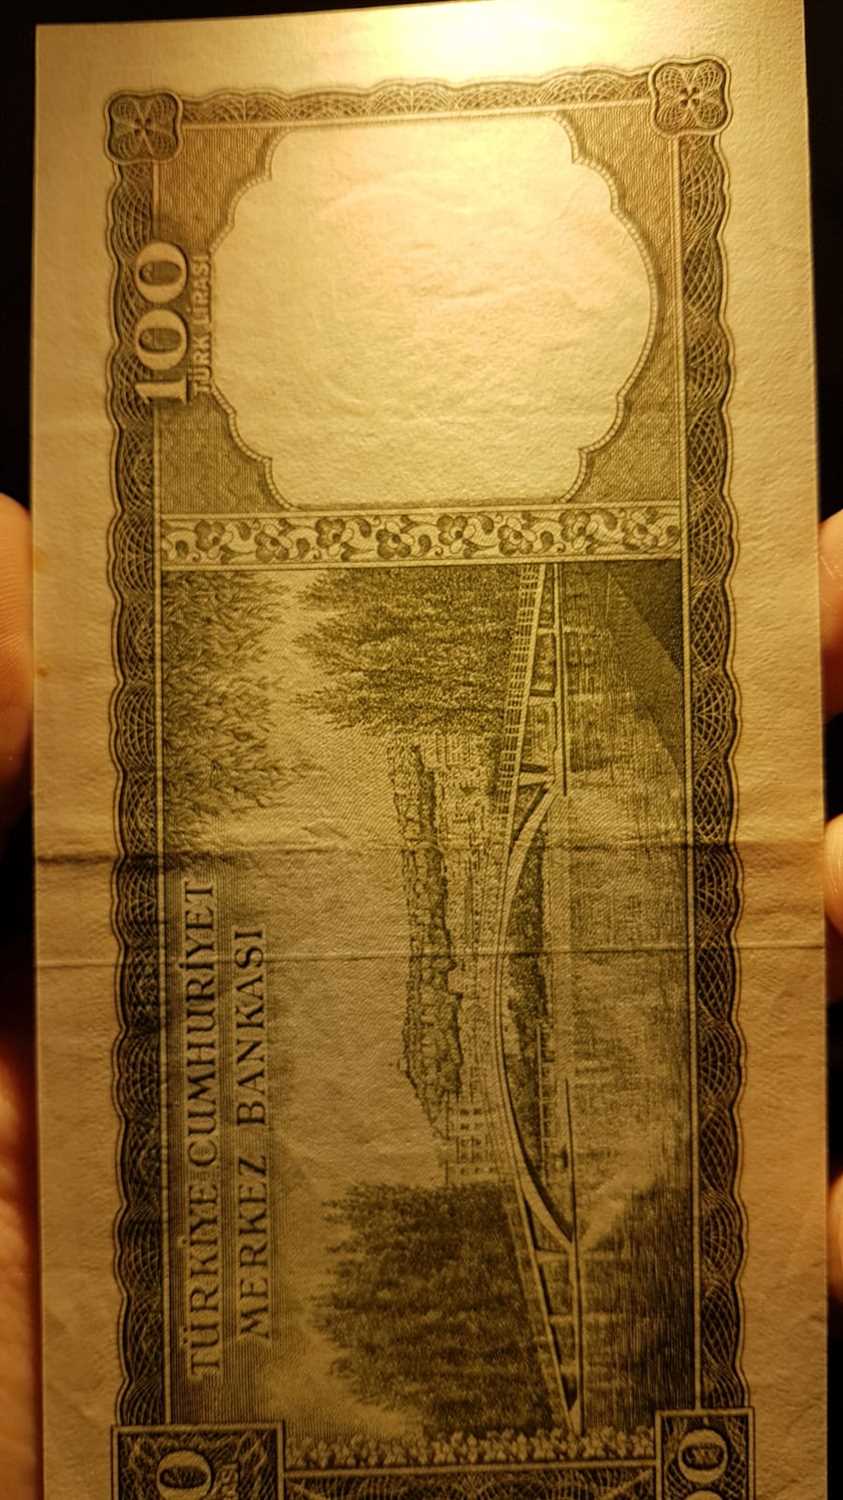 100
TÜRK LİRASI
TÜRKİYE CUMHURİYET
MERKEZ BANKASI